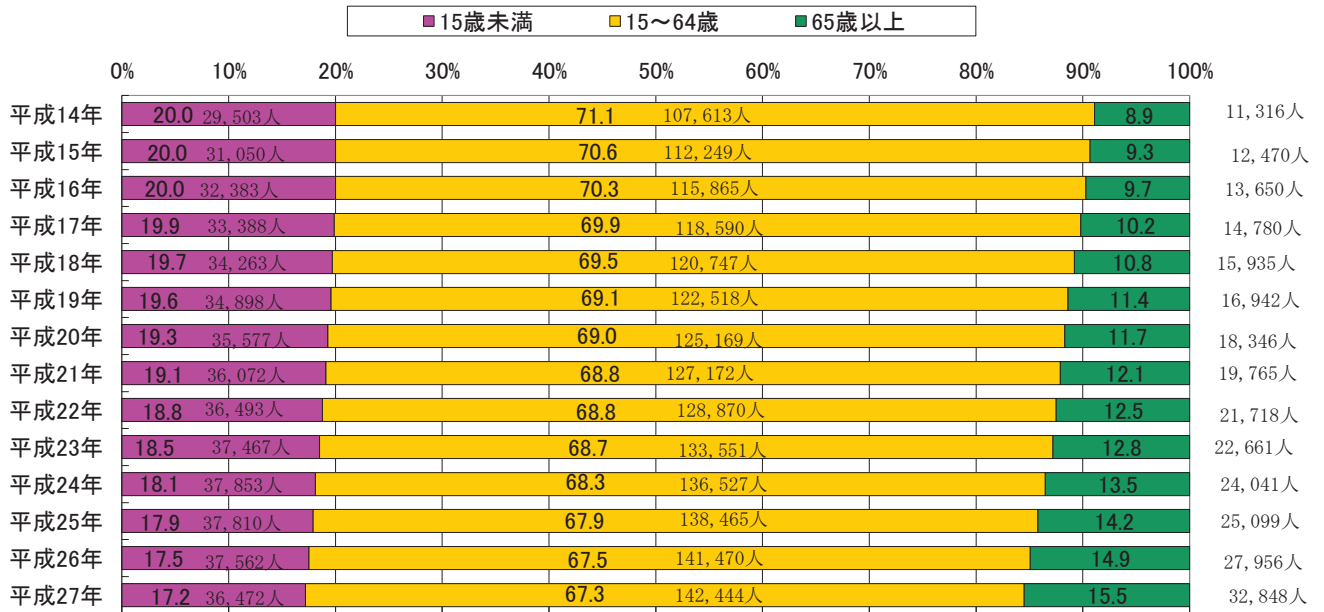 15歳未満 15～64歳 65歳以上
0% 10% 20% 30% 40% 50% 60% 70% 80% 90% 100%
平成14年 20.0 29,503人 71.1 107,613人 8.9 11,316人
平成15年 20.0 31,050人 70.6 112,249人 9.3 12,470人
平成16年 20.0 32,383人 70.3 115,865人 9.7 13,650人
平成17年 19.9 33,388人 69.9 118,590人 10.2 14,780人
平成18年 19.7 34,263人 69.5 120,747人 10.8 15,935人
平成19年 19.6 34,898人 69.1 122,518人 11.4 16,942人
平成20年 19.3 35,577人 69.0 125,169人 11.7 18,346人
平成21年 19.1 36,072人 68.8 127,172人 12.1 19,765人
平成22年 18.8 36,493人 68.8 128,870人 12.5 21,718人
平成23年 18.5 37,467人 68.7 133,551人 12.8 22,661人
平成24年 18.1 37,853人 68.3 136,527人 13.5 24,041人
平成25年 17.9 37,810人 67.9 138,465人 14.2 25,099人
平成26年 17.5 37,562人 67.5 141,470人 14.9 27,956人
平成27年 17.2 36,472人 67.3 142,444人 15.5 32,848人